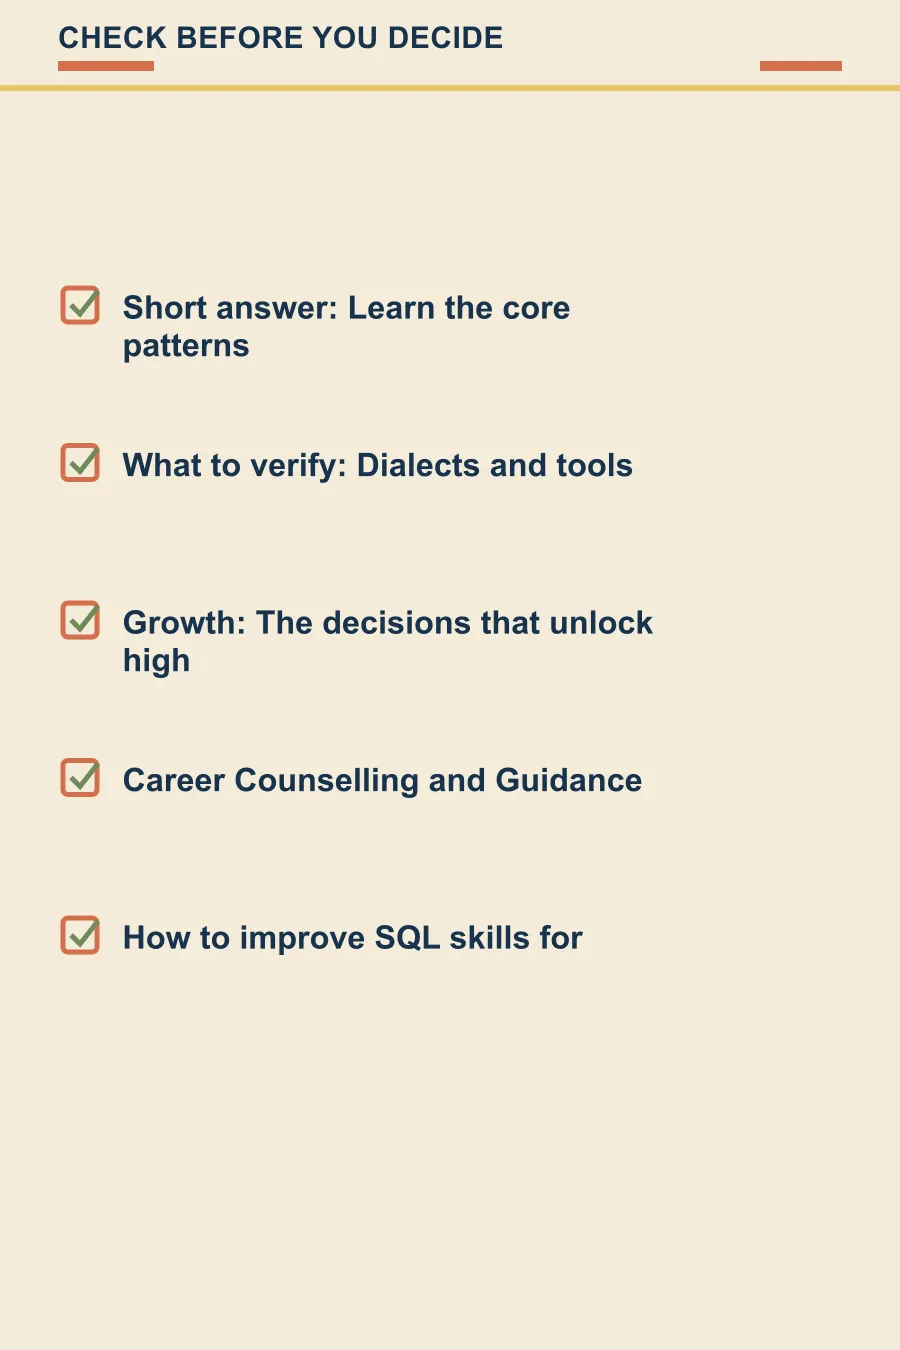 CHECK BEFORE YOU DECIDE
Short answer: Learn the core
patterns
What to verify: Dialects and tools
Growth: The decisions that unlock
high
Career Counselling and Guidance
How to improve SQL skills for